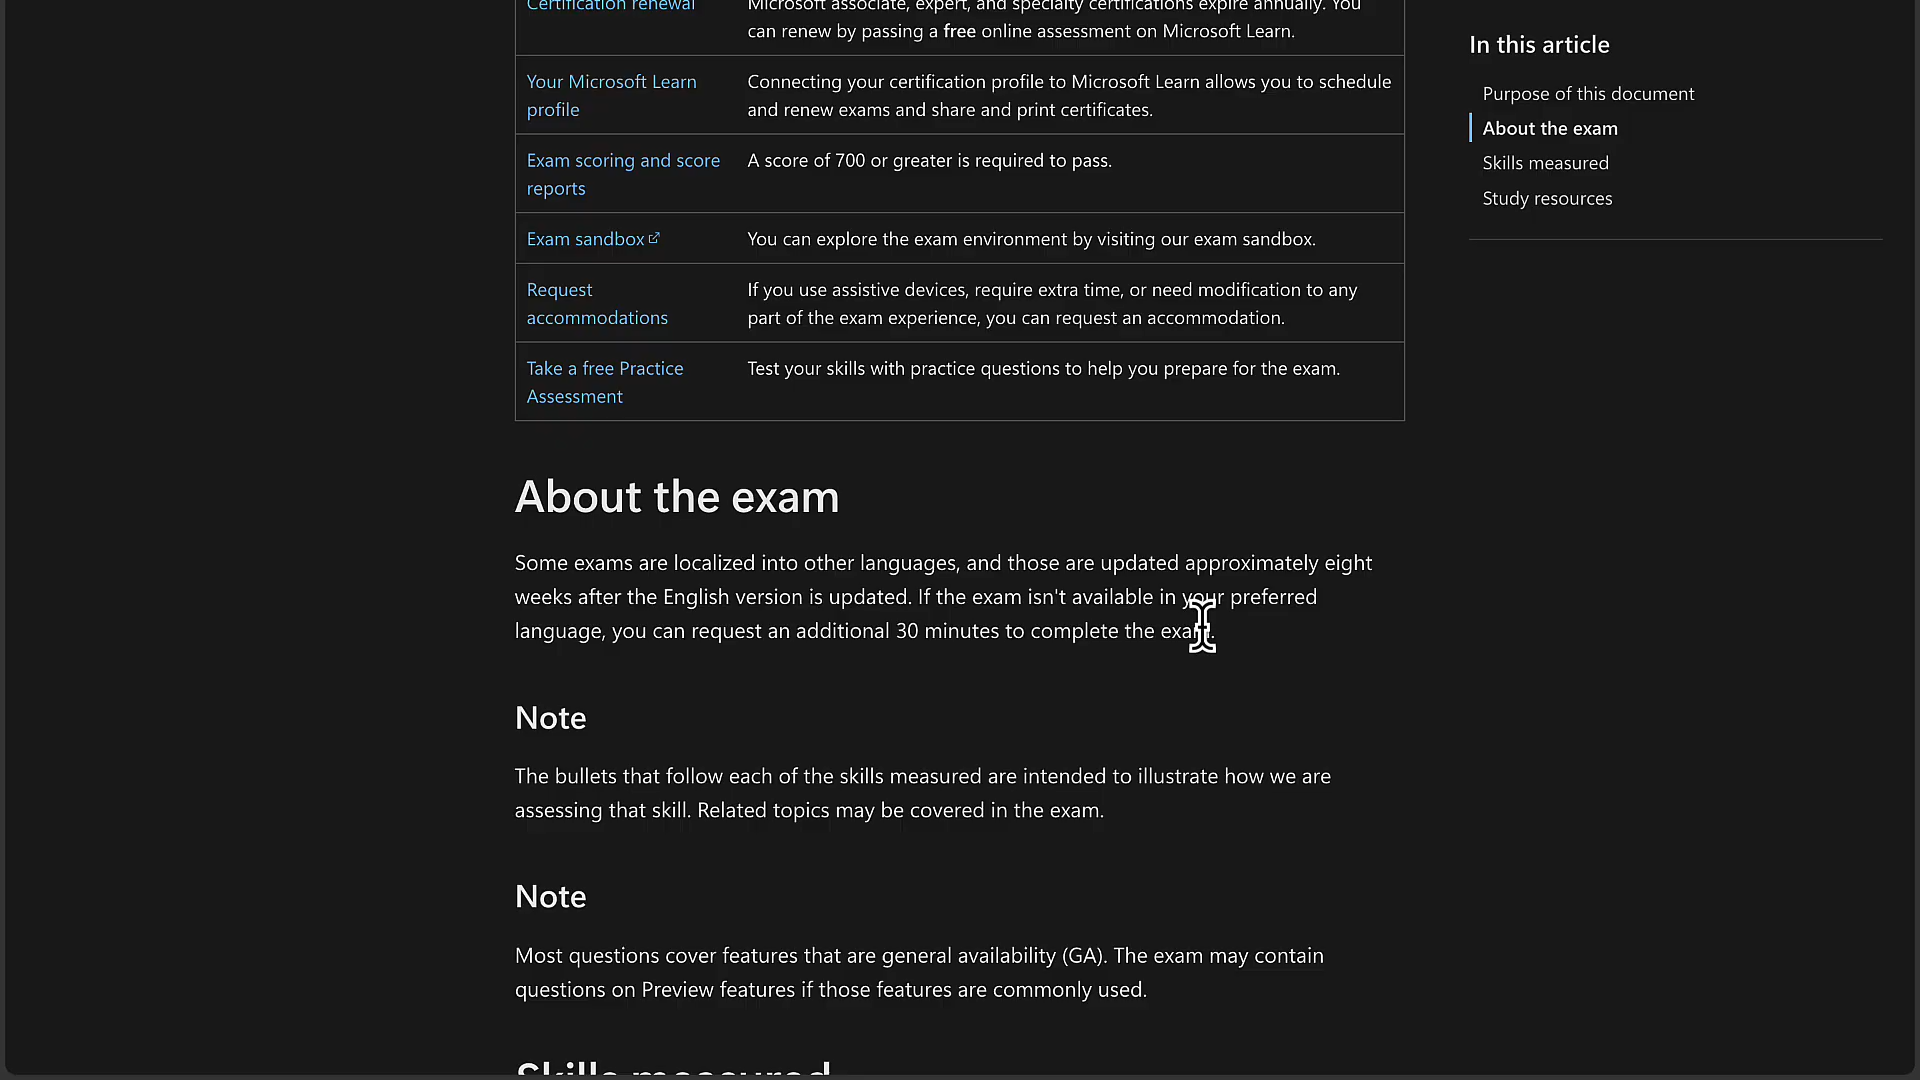 Certification renewal
Microsoft associate, expert, and specialty certifications expire annually. You
can renew by passing a free online assessment on Microsoft Learn.
Your Microsoft Learn
profile
Connecting your certification profile to Microsoft Learn allows you to schedule
and renew exams and share and print certificates.
Exam scoring and score
reports
A score of 700 or greater is required to pass.
Exam sandbox
You can explore the exam environment by visiting our exam sandbox.
Request
accommodations
If you use assistive devices, require extra time, or need modification to any
part of the exam experience, you can request an accommodation.
Take a free Practice
Assessment
Test your skills with practice questions to help you prepare for the exam.
About the exam
Some exams are localized into other languages, and those are updated approximately eight
weeks after the English version is updated. If the exam isn't available in your preferred
language, you can request an additional 30 minutes to complete the exam.
Note
The bullets that follow each of the skills measured are intended to illustrate how we are
assessing that skill. Related topics may be covered in the exam.
Note
Most questions cover features that are general availability (GA). The exam may contain
questions on Preview features if those features are commonly used.
Skills measured
In this article
Purpose of this document
About the exam
Skills measured
Study resources